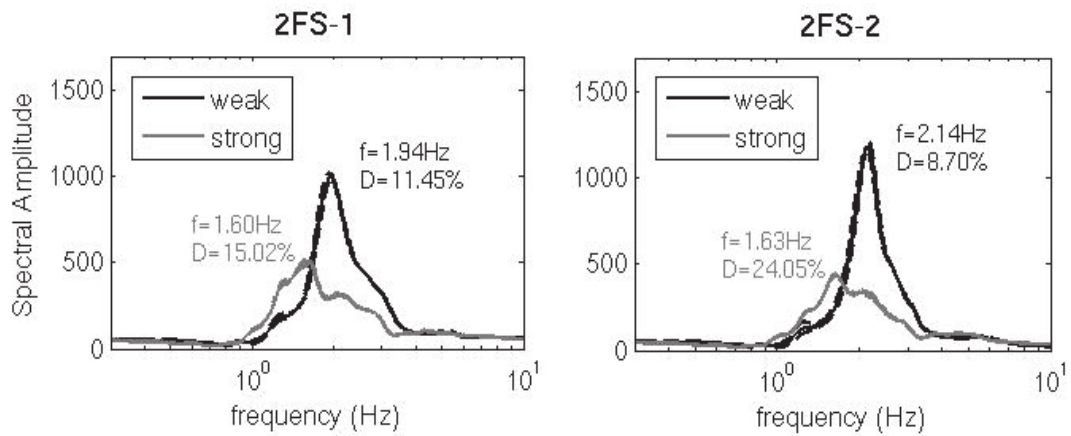 2FS-1
1500
1000
500
0
Spectral Amplitude
weak
strong
f=1.94Hz
D=11.45%
f=1.60Hz
D=15.02%
10^0
10^1
frequency (Hz)
2FS-2
1500
1000
500
0
weak
strong
f=2.14Hz
D=8.70%
f=1.63Hz
D=24.05%
10^0
10^1
frequency (Hz)